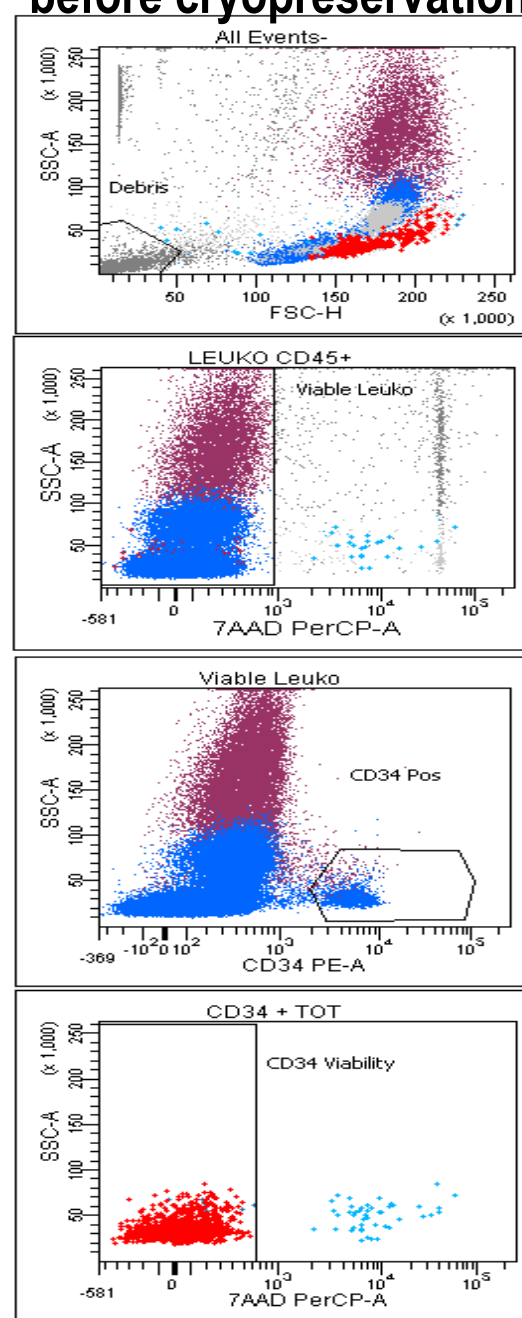 before cryopreservation
All Events-
SSC-A
(x 1,000)
50 100 150 200 250
Debris
50 100 150 200 250
FSC-H
(x 1,000)
LEUKO CD45+
SSC-A
(x 1,000)
50 100 150 200 250
Viable Leuko
-581 0 10³ 10⁴ 10⁵
7AAD PerCP-A
Viable Leuko
SSC-A
(x 1,000)
50 100 150 200 250
CD34 Pos
-369 -10² 0 10² 10³ 10⁴ 10⁵
CD34 PE-A
CD34 + TOT
SSC-A
(x 1,000)
50 100 150 200 250
CD34 Viability
-581 0 10³ 10⁴ 10⁵
7AAD PerCP-A